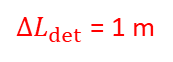 ΔL_det = 1 m